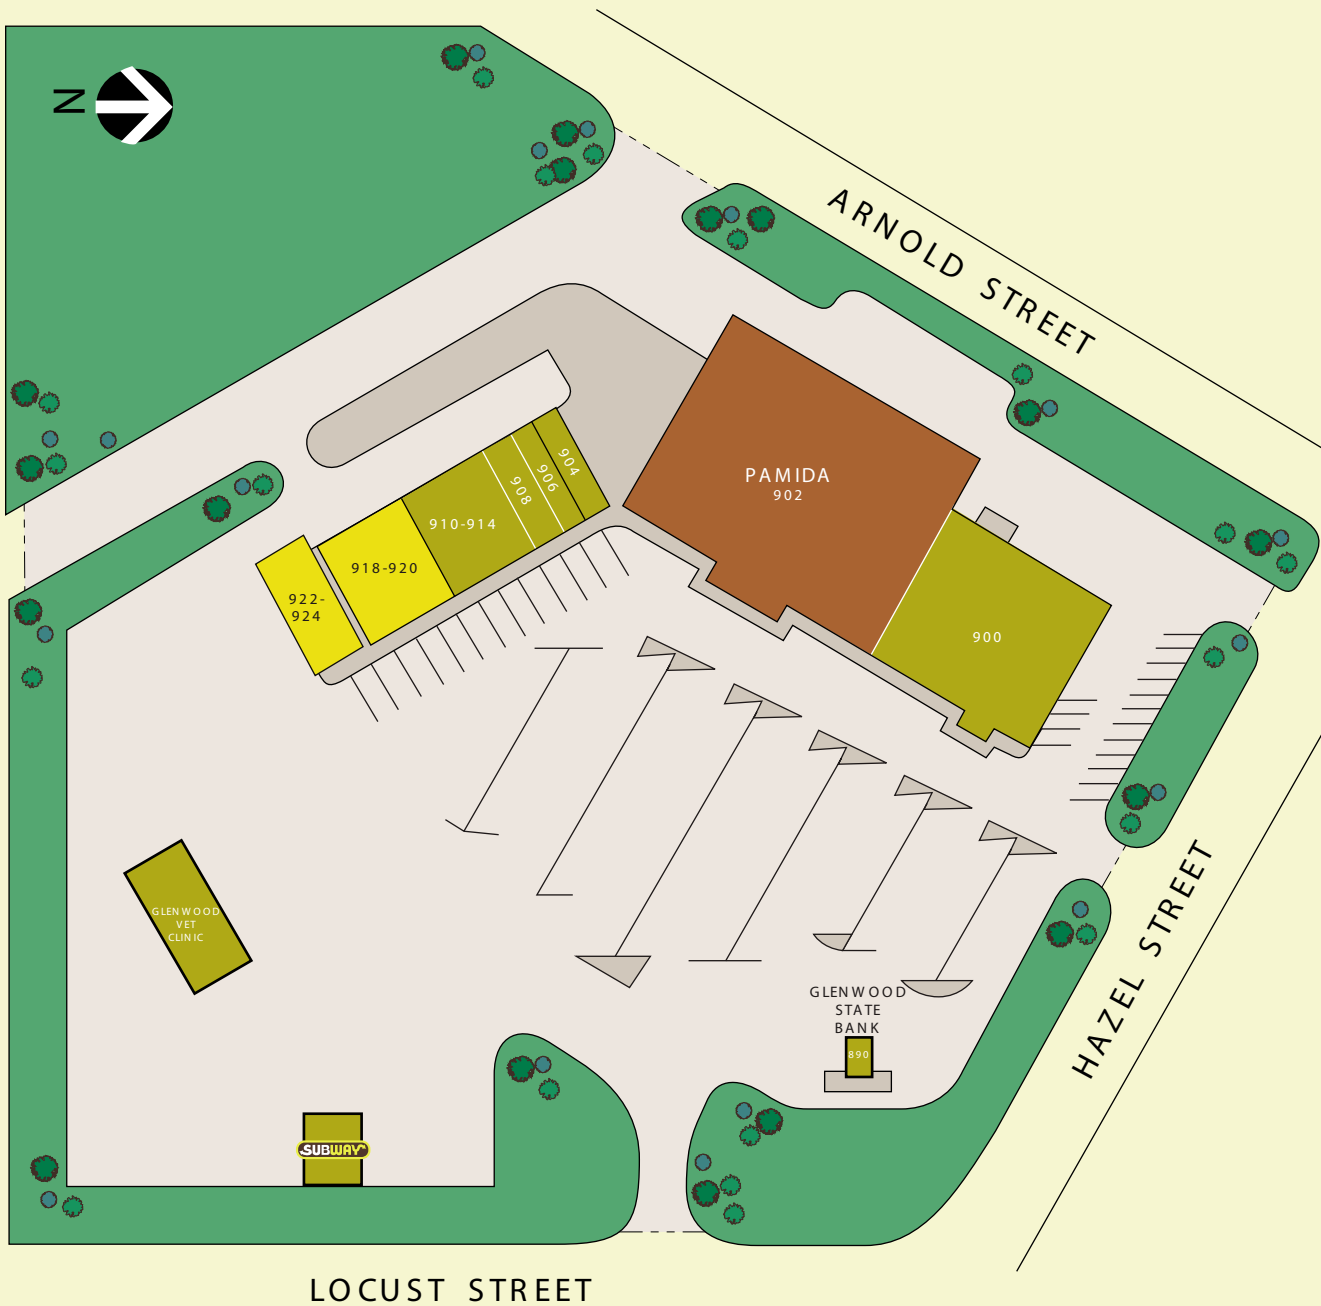 N
ARNOLD STREET
PAMIDA
902
904
906
908
910-914
918-920
922-
924
900
GLENWOOD
VET
CLINIC
GLENWOOD
STATE
BANK
890
HAZEL STREET
SUBWAY
LOCUST STREET